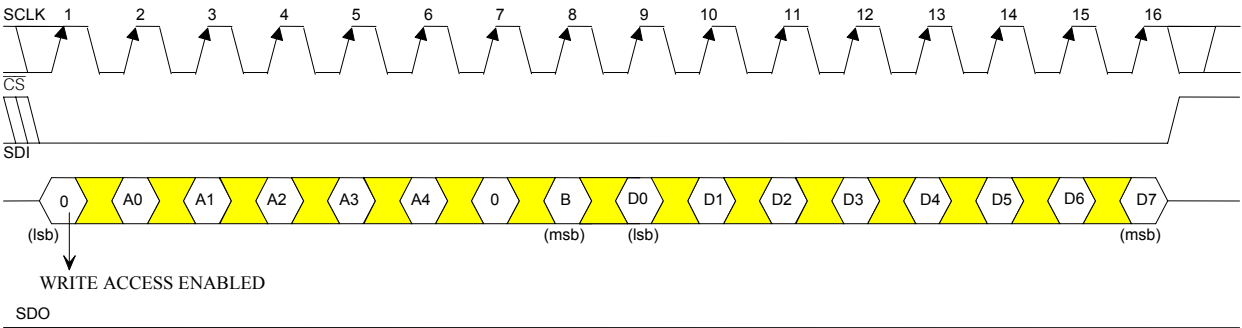 SCLK 1 2 3 4 5 6 7 8 9 10 11 12 13 14 15 16
CS
SDI
0 A0 A1 A2 A3 A4 0 B D0 D1 D2 D3 D4 D5 D6 D7
(lsb) (msb) (lsb) (msb)
WRITE ACCESS ENABLED
SDO